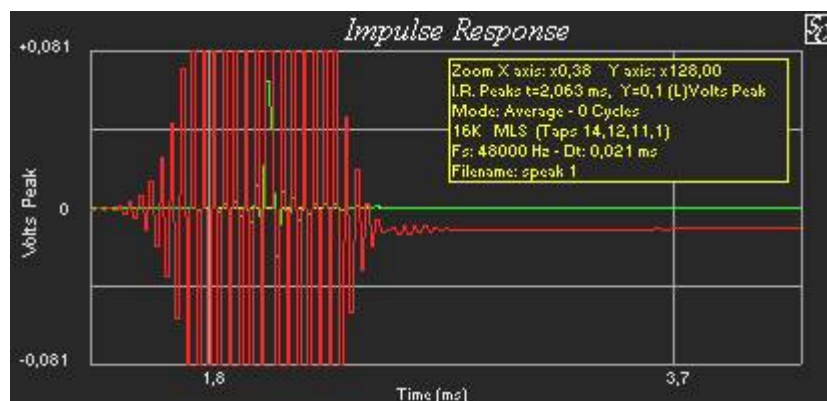 Impulse Response
+0,081
Zoom X axis: x0,38 Y axis: x128,00
I.R. Peaks t=2,063 ms, Y=0,1 (L)Volts Peak
Mode: Average - 0 Cycles
16K MLS (Taps 14,12,11,1)
Fs: 48000 Hz - Dt: 0,021 ms
Filename: speak 1
Volts Peak
0
-0,081
1,8
3,7
Time (ms)